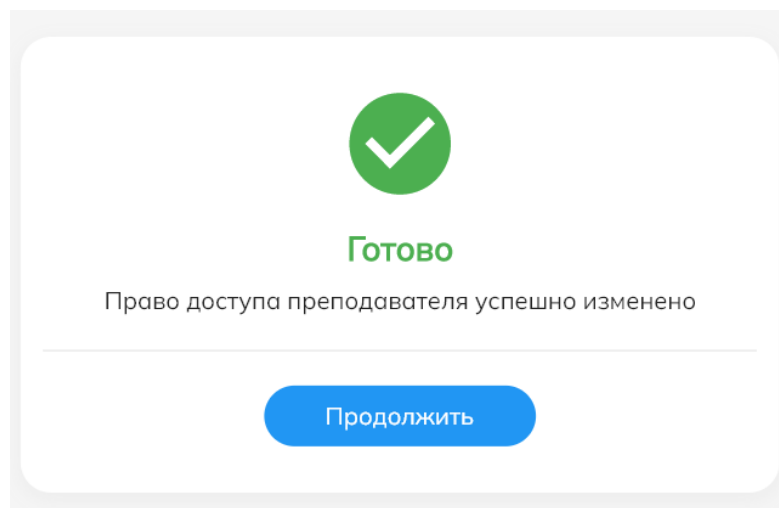 Готово
Право доступа преподавателя успешно изменено
Продолжить